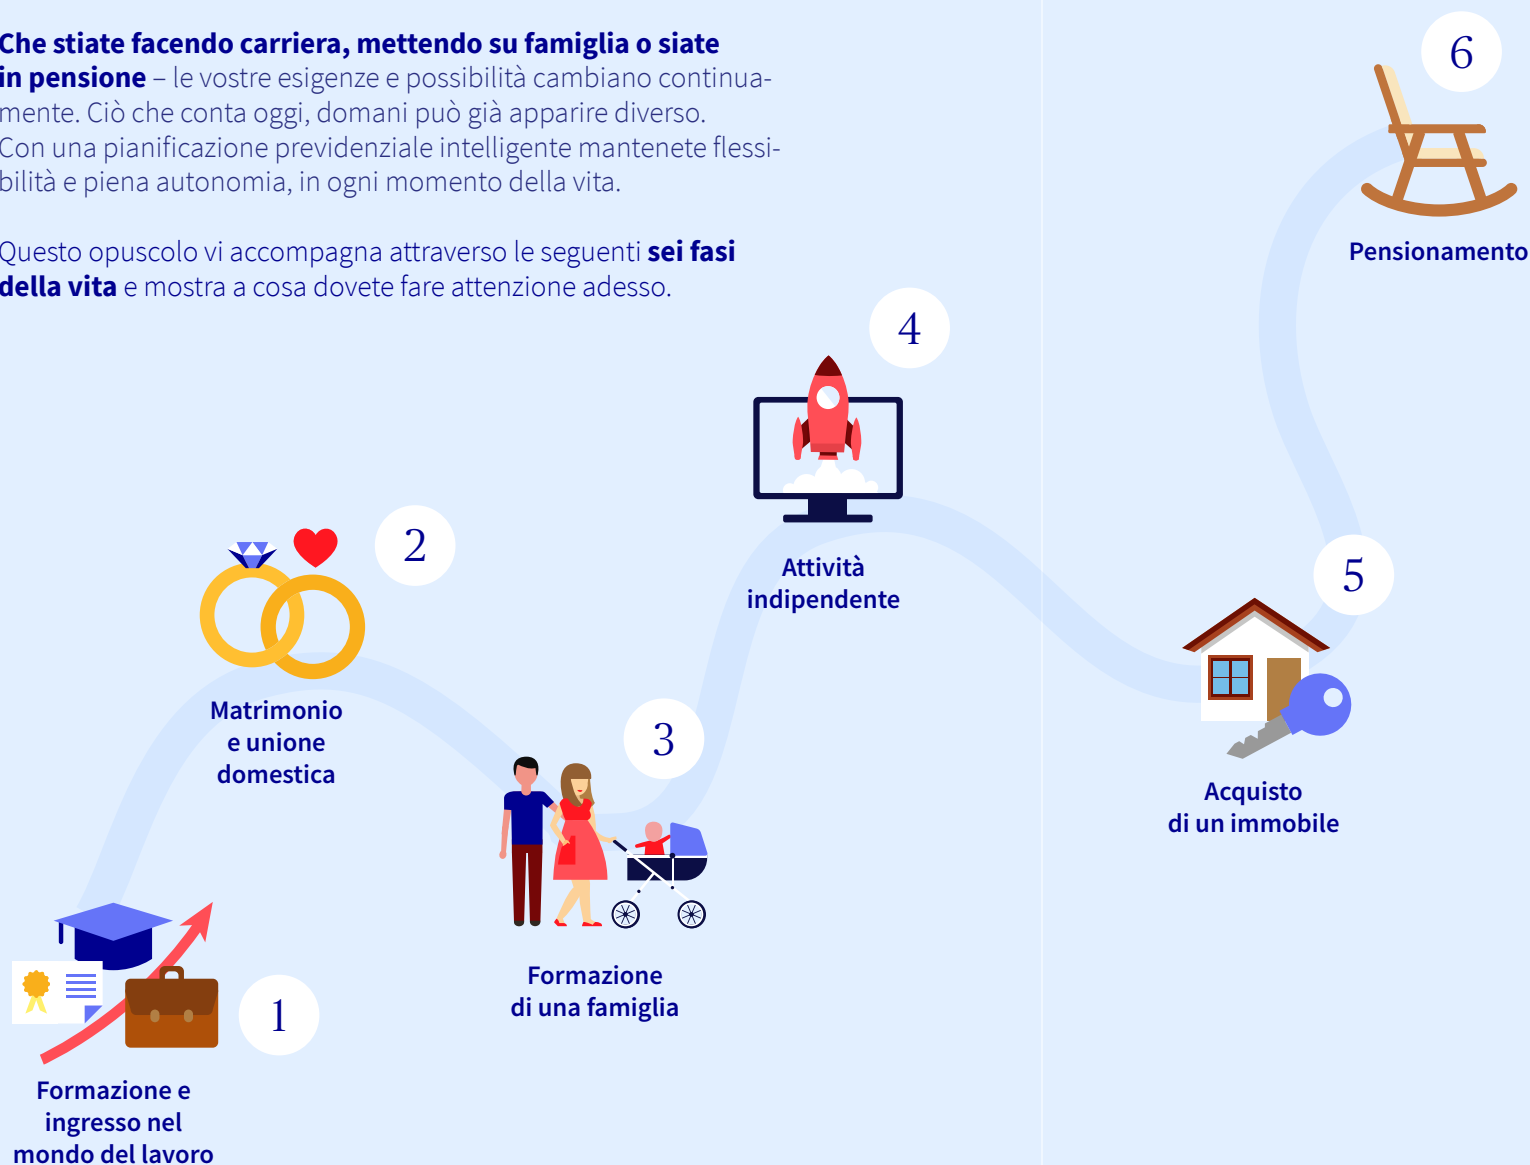 Che stiate facendo carriera, mettendo su famiglia o siate
in pensione – le vostre esigenze e possibilità cambiano continua-
mente. Ciò che conta oggi, domani può già apparire diverso.
Con una pianificazione previdenziale intelligente mantenete flessi-
bilità e piena autonomia, in ogni momento della vita.
Questo opuscolo vi accompagna attraverso le seguenti sei fasi
della vita e mostra a cosa dovete fare attenzione adesso.
1
Formazione e
ingresso nel
mondo del lavoro
2
Matrimonio
e unione
domestica
3
Formazione
di una famiglia
4
Attività
indipendente
5
Acquisto
di un immobile
6
Pensionamento